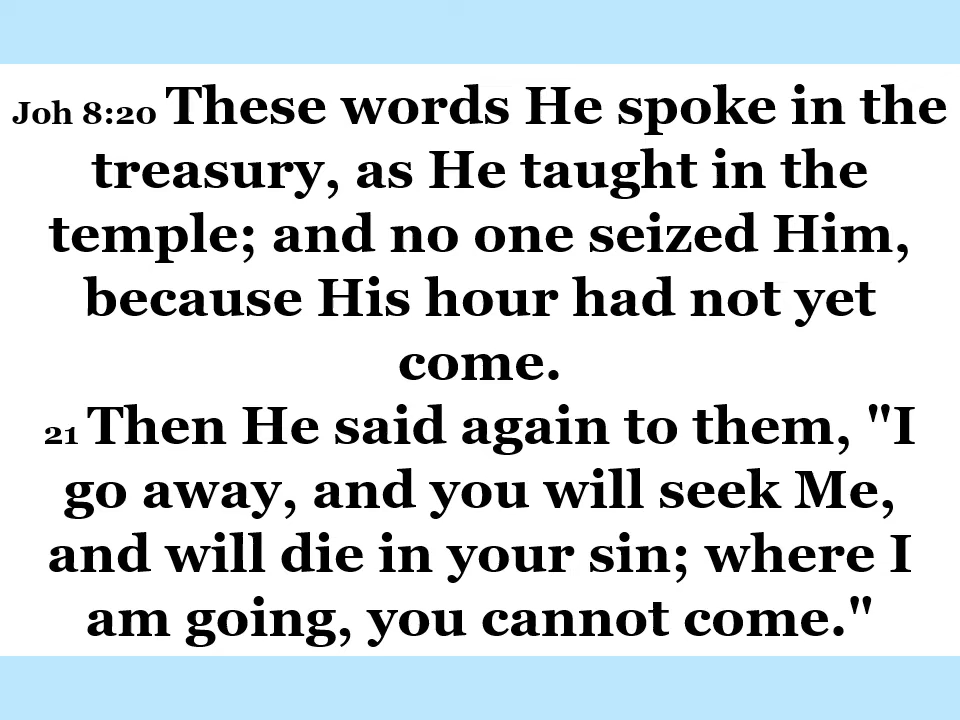 Joh 8:20 These words He spoke in the
treasury, as He taught in the
temple; and no one seized Him,
because His hour had not yet
come.
21 Then He said again to them, "I
go away, and you will seek Me,
and will die in your sin; where I
am going, you cannot come."